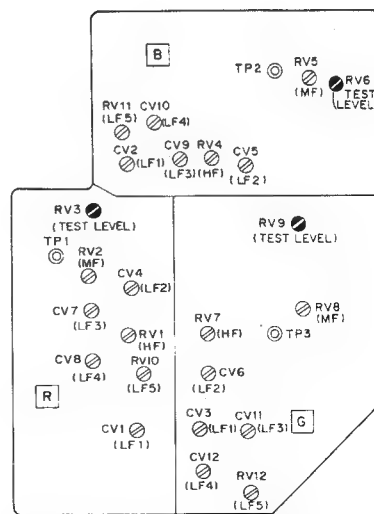 B
TP2
RV5
(MF)
RV6
(TEST
LEVEL)
RV11
(LF5)
CV10
(LF4)
CV2
(LF1)
CV9
(LF3)
RV4
(HF)
CV5
(LF2)
RV3
(TEST LEVEL)
TP1
RV2
(MF)
CV4
(LF2)
CV7
(LF3)
RV1
(HF)
CV8
(LF4)
RV10
(LF5)
R
CV1
(LF1)
RV9
(TEST LEVEL)
RV8
(MF)
RV7
(HF)
TP3
CV6
(LF2)
CV3
(LF1)
CV11
(LF3)
G
CV12
(LF4)
RV12
(LF5)